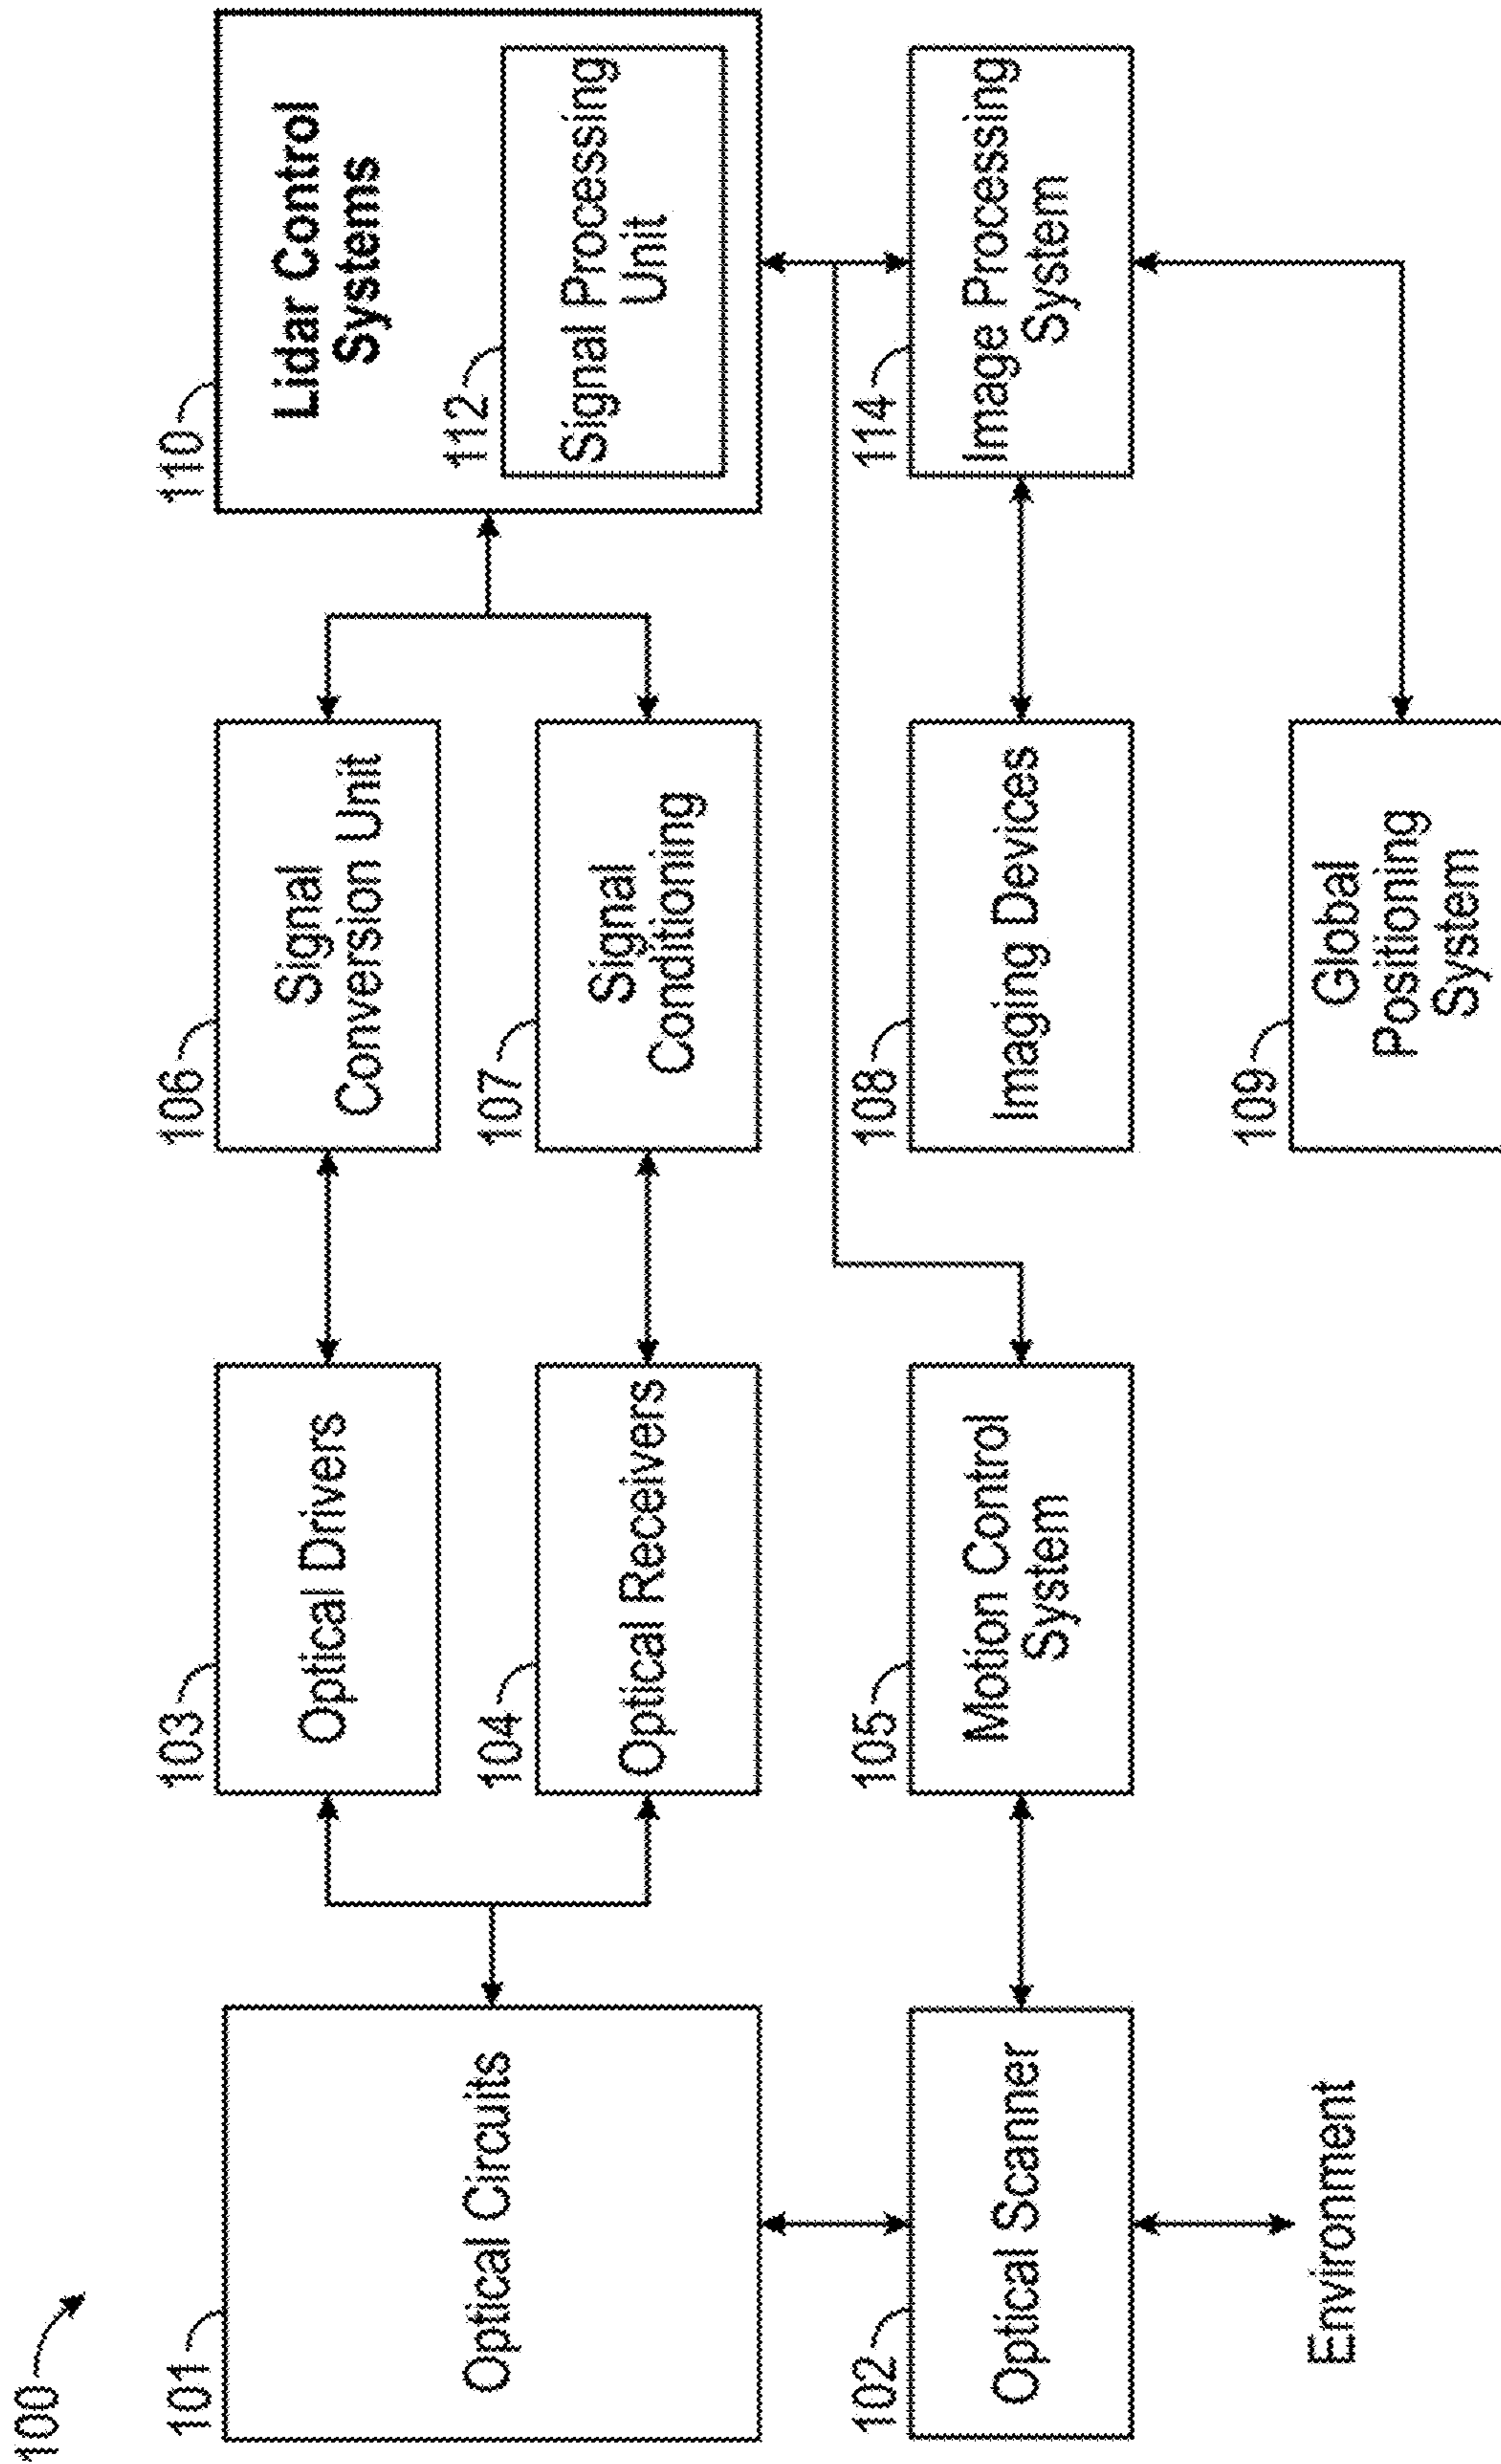 100
101
Optical Circuits
103
Optical Drivers
106
Signal
Conversion Unit
110
Lidar Control
Systems
112
Signal Processing
Unit
104
Optical Receivers
107
Signal
Conditioning
102
Optical Scanner
105
Motion Control
System
108
Imaging Devices
114
Image Processing
System
Environment
109
Global
Positioning
System